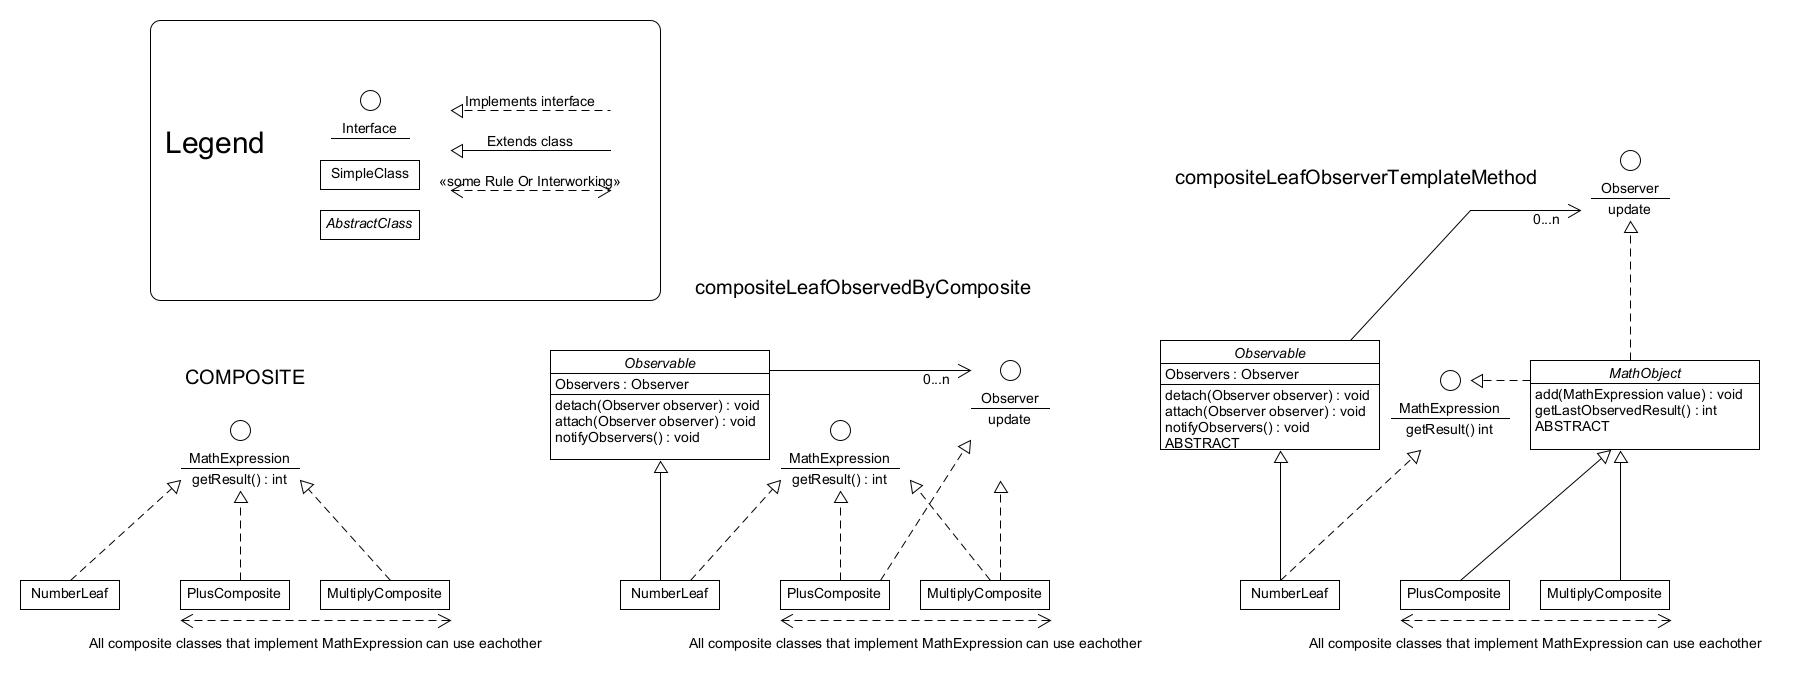 Legend
Interface
SimpleClass
AbstractClass
Implements interface
Extends class
«some Rule Or Interworking»
COMPOSITE
MathExpression
getResult() : int
NumberLeaf
PlusComposite
MultiplyComposite
All composite classes that implement MathExpression can use eachother
compositeLeafObservedByComposite
Observable
Observers : Observer
detach(Observer observer) : void
attach(Observer observer) : void
notifyObservers() : void
0...n
Observer
update
MathExpression
getResult() : int
NumberLeaf
PlusComposite
MultiplyComposite
All composite classes that implement MathExpression can use eachother
compositeLeafObserverTemplateMethod
Observer
update
0...n
Observable
Observers : Observer
detach(Observer observer) : void
attach(Observer observer) : void
notifyObservers() : void
ABSTRACT
MathExpression
getResult() int
MathObject
add(MathExpression value) : void
getLastObservedResult() : int
ABSTRACT
NumberLeaf
PlusComposite
MultiplyComposite
All composite classes that implement MathExpression can use eachother